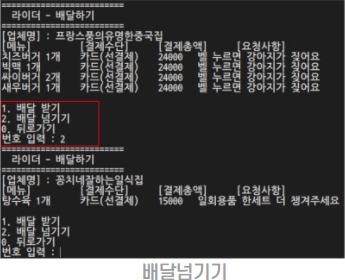 ==========================
라이더 - 배달하기
==========================
[업체명] : 프랑스풍의유명한중국집
[메뉴] [결제수단] [결제총액] [요청사항]
치즈버거 1개 카드(선결제) 24000 벨 누르면 강아지가 짖어요
빅맥 1개 카드(선결제) 24000 벨 누르면 강아지가 짖어요
싸이버거 2개 카드(선결제) 24000 벨 누르면 강아지가 짖어요
새우버거 1개 카드(선결제) 24000 벨 누르면 강아지가 짖어요
1. 배달 받기
2. 배달 넘기기
0. 뒤로가기
번호 입력 : 2
==========================
라이더 - 배달하기
==========================
[업체명] : 꽁치네잘하는일식집
[메뉴] [결제수단] [결제총액] [요청사항]
탕수육 1개 카드(선결제) 15000 일회용품 한세트 더 챙겨주세요
1. 배달 받기
2. 배달 넘기기
0. 뒤로가기
번호 입력 :
배달넘기기